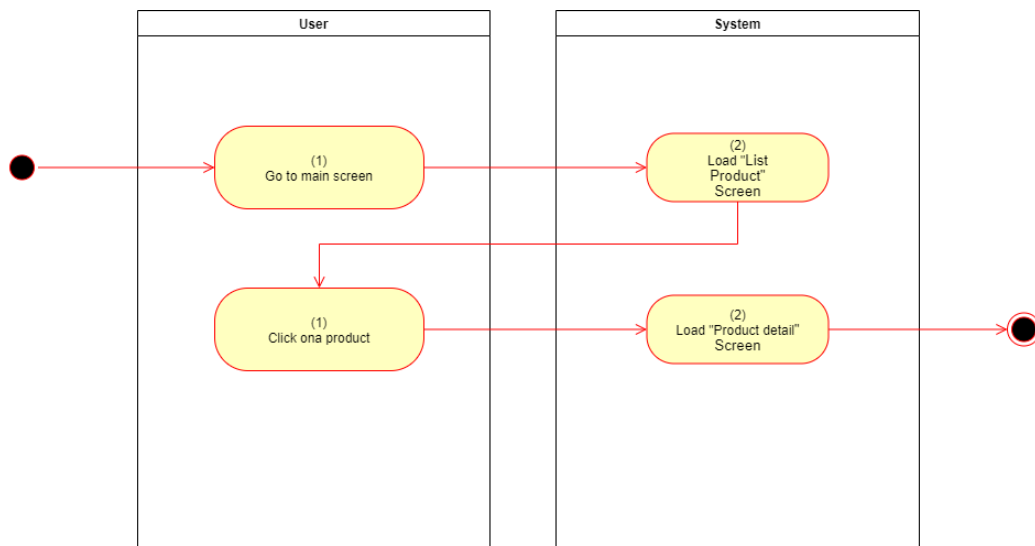 User
System
(1)
Go to main screen
(2)
Load "List
Product"
Screen
(1)
Click ona product
(2)
Load "Product detail"
Screen